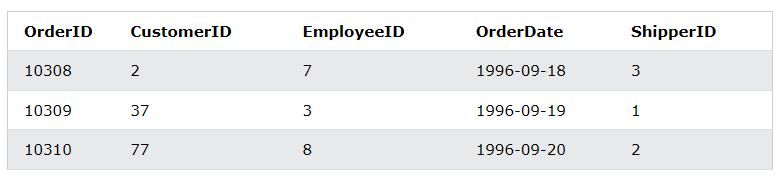 OrderID CustomerID EmployeeID OrderDate ShipperID
10308 2 7 1996-09-18 3
10309 37 3 1996-09-19 1
10310 77 8 1996-09-20 2